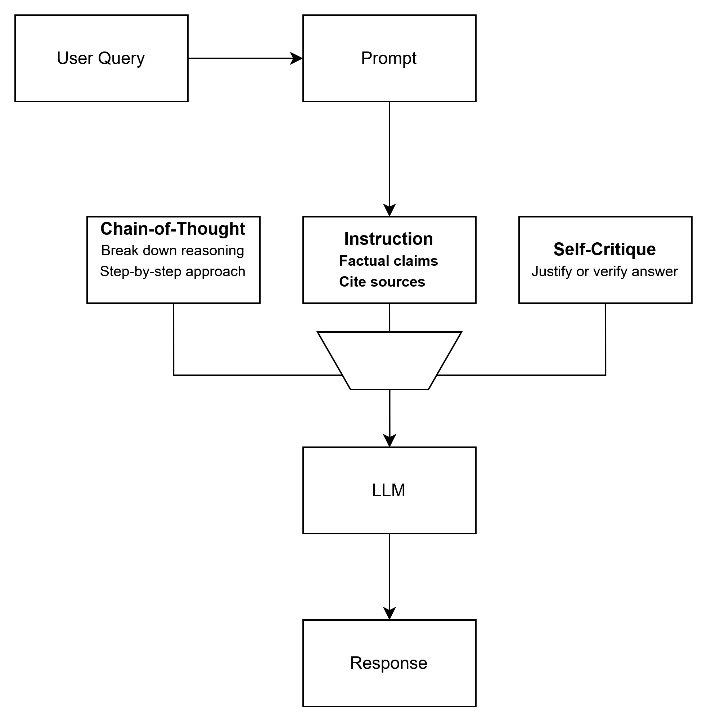 User Query
Prompt
Chain-of-Thought
Break down reasoning
Step-by-step approach
Instruction
Factual claims
Cite sources
Self-Critique
Justify or verify answer
LLM
Response